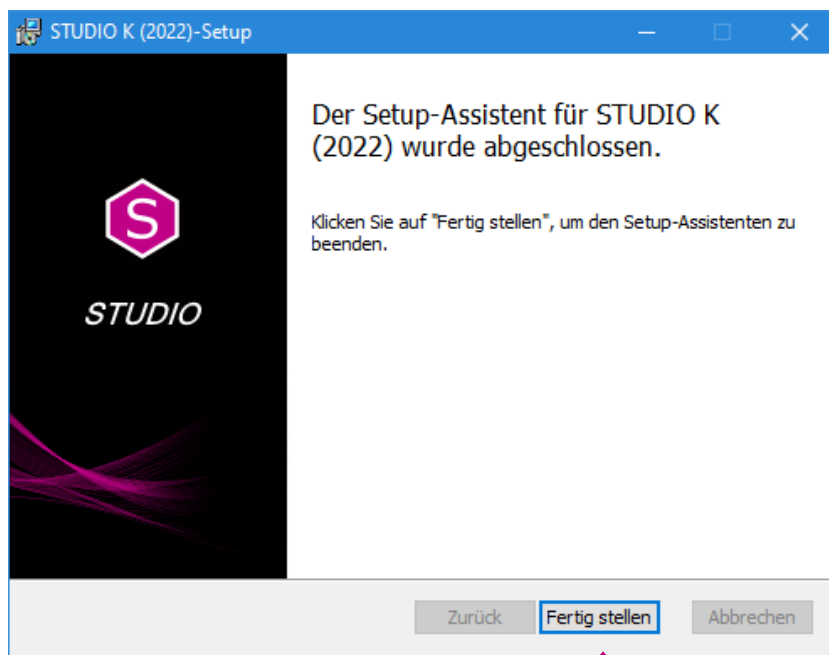 STUDIO K (2022)-Setup
Der Setup-Assistent für STUDIO K
(2022) wurde abgeschlossen.
Klicken Sie auf "Fertig stellen", um den Setup-Assistenten zu
beenden.
S
STUDIO
Zurück Fertig stellen Abbrechen